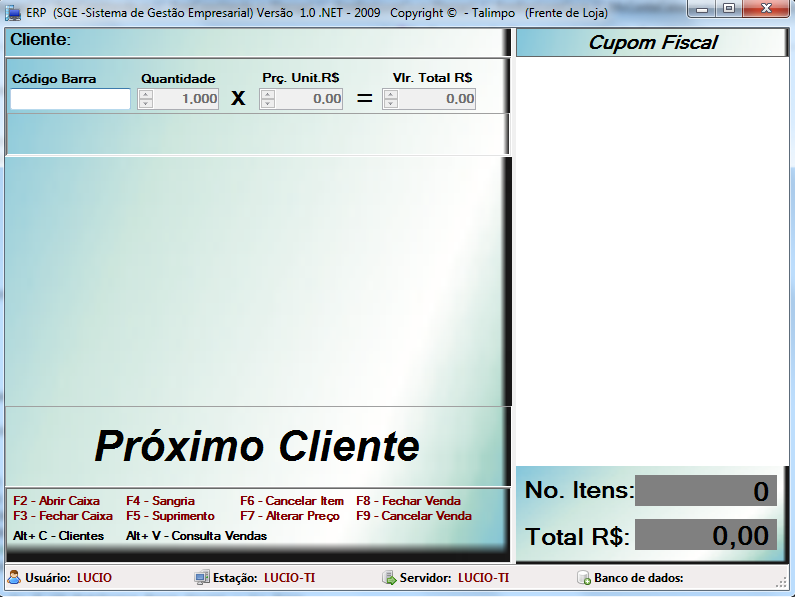 ERP (SGE -Sistema de Gestão Empresarial) Versão 1.0 .NET - 2009 Copyright © - Talimpo (Frente de Loja)
Cliente:
Cupom Fiscal
Código Barra Quantidade Prç. Unit.R$ Vlr. Total R$
1.000 X 0.00 = 0.00
Próximo Cliente
F2 - Abrir Caixa F4 - Sangria F6 - Cancelar Item F8 - Fechar Venda
F3 - Fechar Caixa F5 - Suprimento F7 - Alterar Preço F9 - Cancelar Venda
Alt+ C - Clientes Alt+ V - Consulta Vendas
No. Itens: 0
Total R$: 0,00
Usuário: LUCIO Estação: LUCIO-TI Servidor: LUCIO-TI Banco de dados: